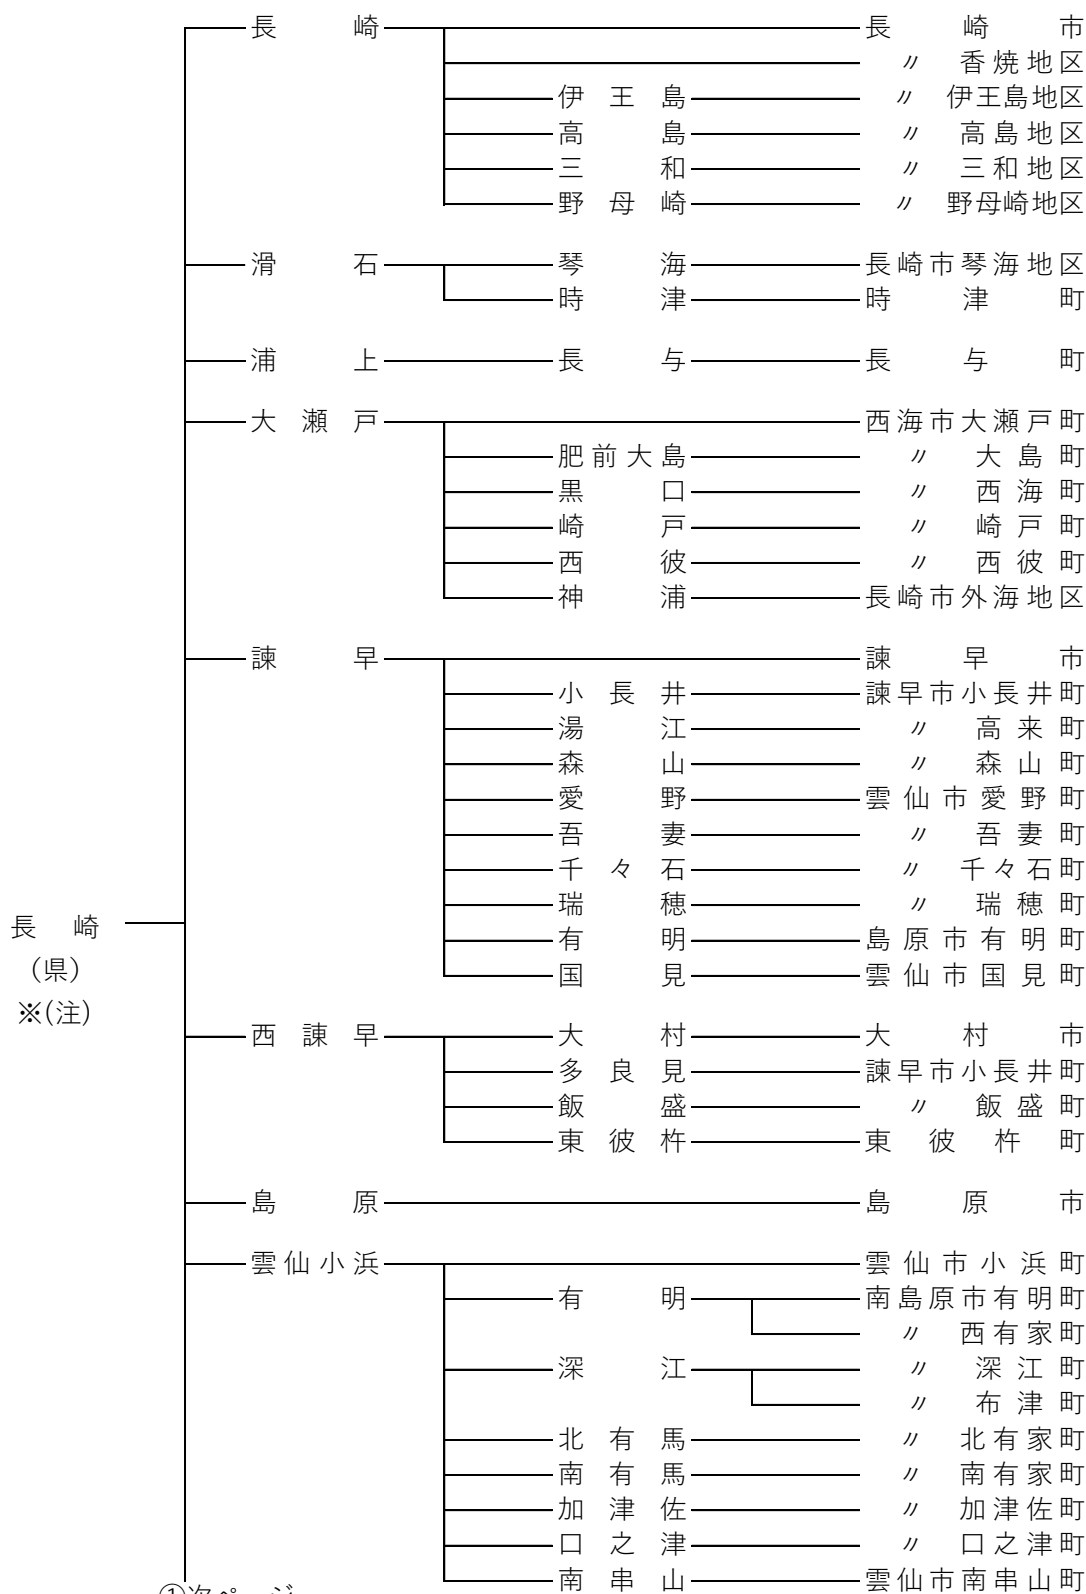 長崎 長崎市
〃 香焼地区
伊王島 〃 伊王島地区
高島 〃 高島地区
三和 〃 三和地区
野母崎 〃 野母崎地区
滑石 琴海 長崎市琴海地区
時津 時津町
浦上 長与 長与町
大瀬戸 西海市大瀬戸町
肥前大島 〃 大島町
黒口 〃 西海町
崎戸 〃 崎戸町
西彼 〃 西彼町
神浦 長崎市外海地区
諫早 諫早市
小長井 諫早市小長井町
湯江 〃 高来町
森山 〃 森山町
愛野 雲仙市愛野町
吾妻 〃 吾妻町
千々石 〃 千々石町
瑞穂 〃 瑞穂町
長崎
有明 島原市有明町
(県)
国見 雲仙市国見町
※(注)
西諫早 大村 大村市
多良見 諫早市小長井町
飯盛 〃 飯盛町
東彼杵 東彼杵町
島原 島原市
雲仙小浜 雲仙市小浜町
有明 南島原市有明町
〃 西有家町
深江 〃 深江町
〃 布津町
北有馬 〃 北有家町
南有馬 〃 南有家町
加津佐 〃 加津佐町
口之津 〃 口之津町
南串山 雲仙市南串山町
①次ページ